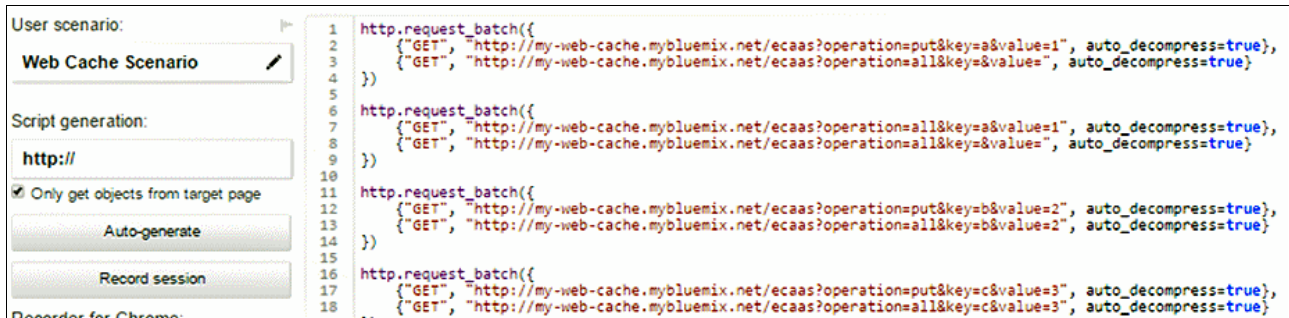 User scenario:
Web Cache Scenario
Script generation:
http://
Only get objects from target page
Auto-generate
Record session
Recorder for Chrome:
1 http.request_batch({
2 {"GET", "http://my-web-cache.mybluemix.net/ecaas?operation=put&key=a&value=1", auto_decompress=true},
3 {"GET", "http://my-web-cache.mybluemix.net/ecaas?operation=all&key=&value=", auto_decompress=true}
4 })
5
6 http.request_batch({
7 {"GET", "http://my-web-cache.mybluemix.net/ecaas?operation=all&key=a&value=1", auto_decompress=true},
8 {"GET", "http://my-web-cache.mybluemix.net/ecaas?operation=all&key=&value=", auto_decompress=true}
9 })
10
11 http.request_batch({
12 {"GET", "http://my-web-cache.mybluemix.net/ecaas?operation=put&key=b&value=2", auto_decompress=true},
13 {"GET", "http://my-web-cache.mybluemix.net/ecaas?operation=all&key=b&value=2", auto_decompress=true}
14 })
15
16 http.request_batch({
17 {"GET", "http://my-web-cache.mybluemix.net/ecaas?operation=put&key=c&value=3", auto_decompress=true},
18 {"GET", "http://my-web-cache.mybluemix.net/ecaas?operation=all&key=c&value=3", auto_decompress=true}